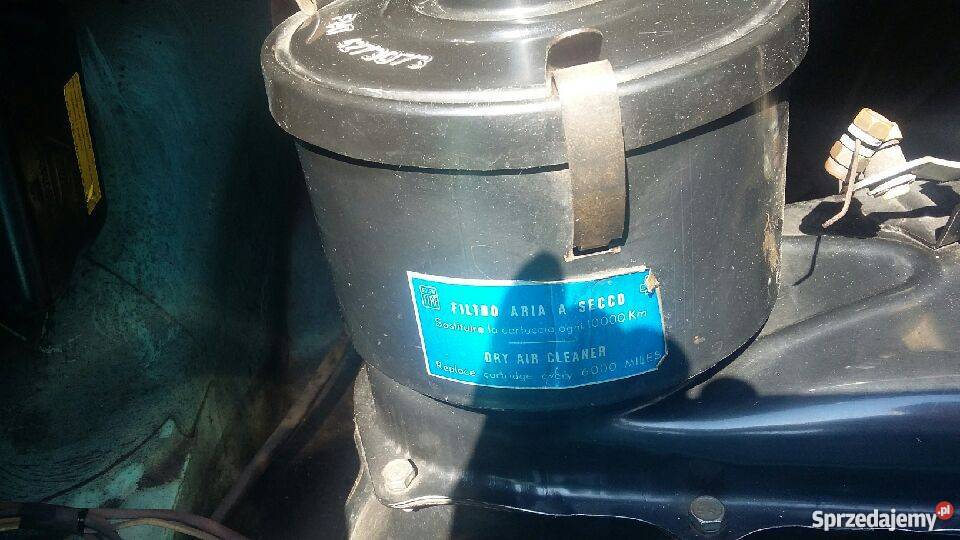 FILTRO ARIA A SECCO
Sostituire la cartuccia ogni 10000 Km
DRY AIR CLEANER
Replace cartridge every 6000 MILES
Sprzedajemy.pl